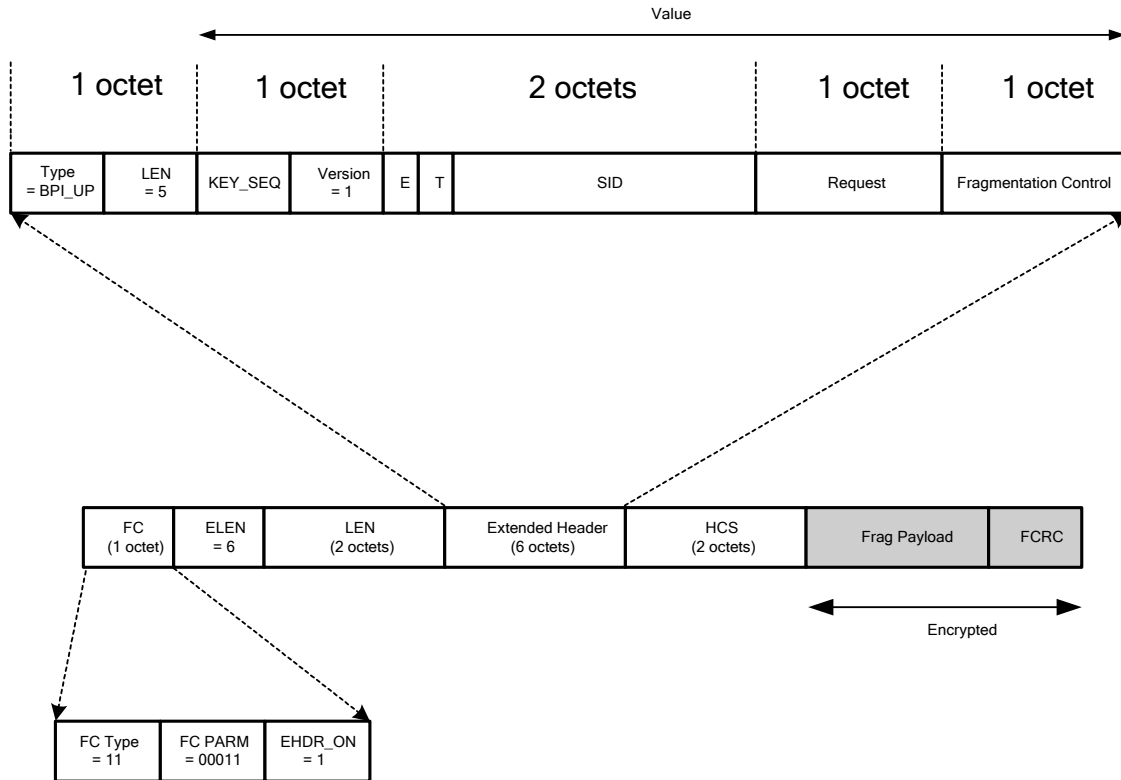 Value
1 octet
1 octet
2 octets
1 octet
1 octet
Type
= BPI_UP
LEN
= 5
KEY_SEQ
Version
= 1
E
T
SID
Request
Fragmentation Control
FC
(1 octet)
ELEN
= 6
LEN
(2 octets)
Extended Header
(6 octets)
HCS
(2 octets)
Frag Payload
FCRC
Encrypted
FC Type
= 11
FC PARM
= 00011
EHDR_ON
= 1